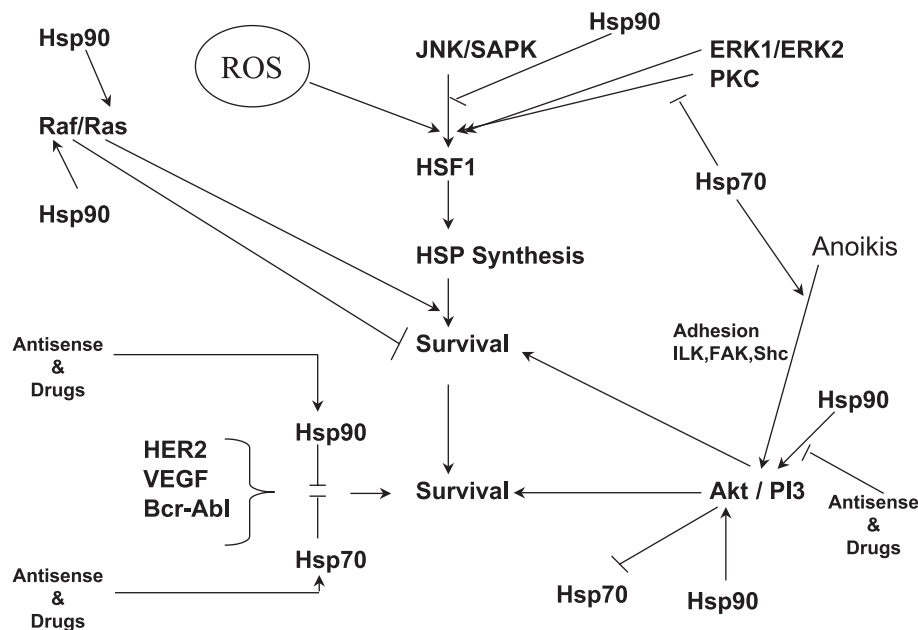 Hsp90
Hsp90
JNK/SAPK
ERK1/ERK2
ROS
PKC
Raf/Ras
HSF1
Hsp70
Hsp90
Anoikis
HSP Synthesis
Adhesion
ILK,FAK,Shc
Survival
Antisense
&
Drugs
Hsp90
Hsp90
HER2
VEGF
Bcr-Abl
Survival
Akt / PI3
Antisense
&
Drugs
Hsp70
Antisense
&
Drugs
Hsp70
Hsp90